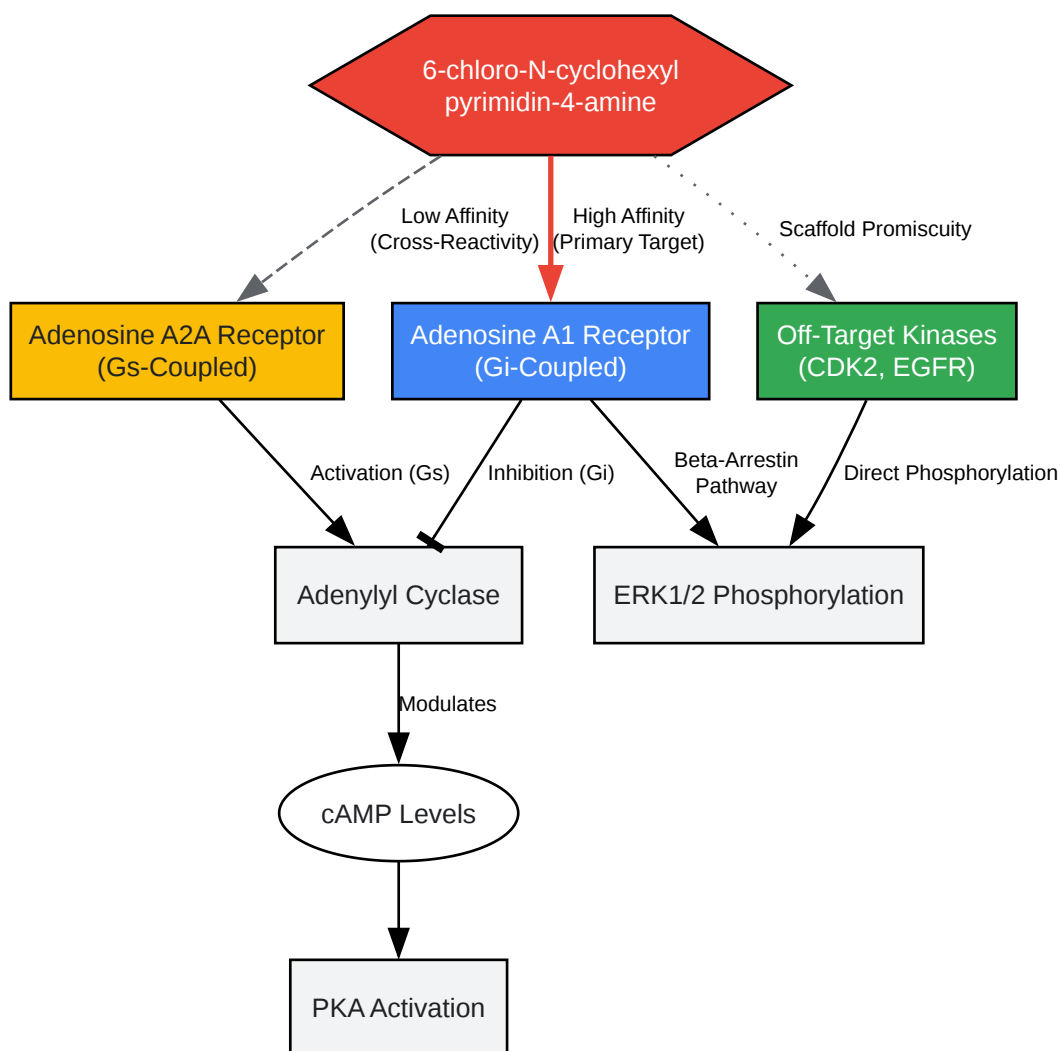 6-chloro-N-cyclohexyl
pyrimidin-4-amine
Low Affinity
(Cross-Reactivity)
High Affinity
(Primary Target)
Scaffold Promiscuity
Adenosine A2A Receptor
(Gs-Coupled)
Adenosine A1 Receptor
(Gi-Coupled)
Off-Target Kinases
(CDK2, EGFR)
Activation (Gs)
Inhibition (Gi)
Beta-Arrestin
Pathway
Direct Phosphorylation
Adenylyl Cyclase
ERK1/2 Phosphorylation
Modulates
cAMP Levels
PKA Activation